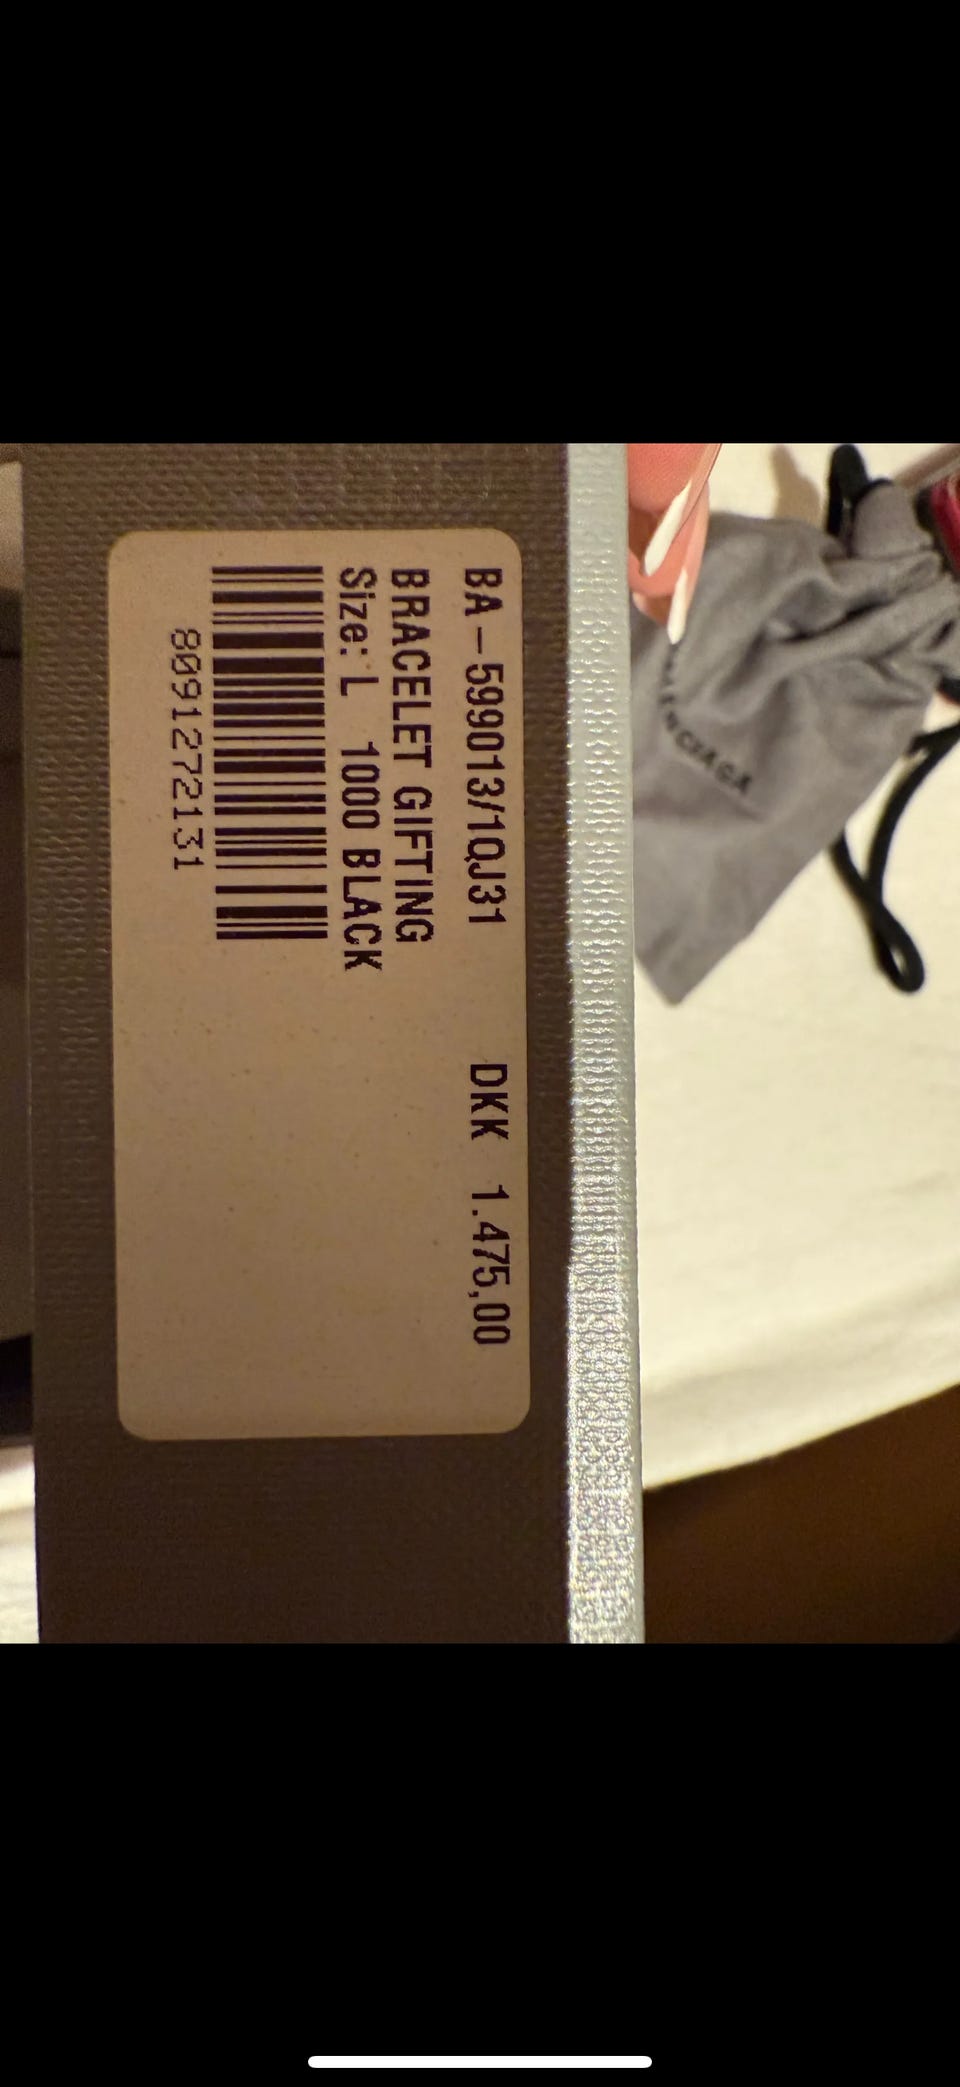 BA-599013/1QJ31 DKK 1.475,00
BRACELET GIFTING
Size: L 1000 BLACK
8091272131